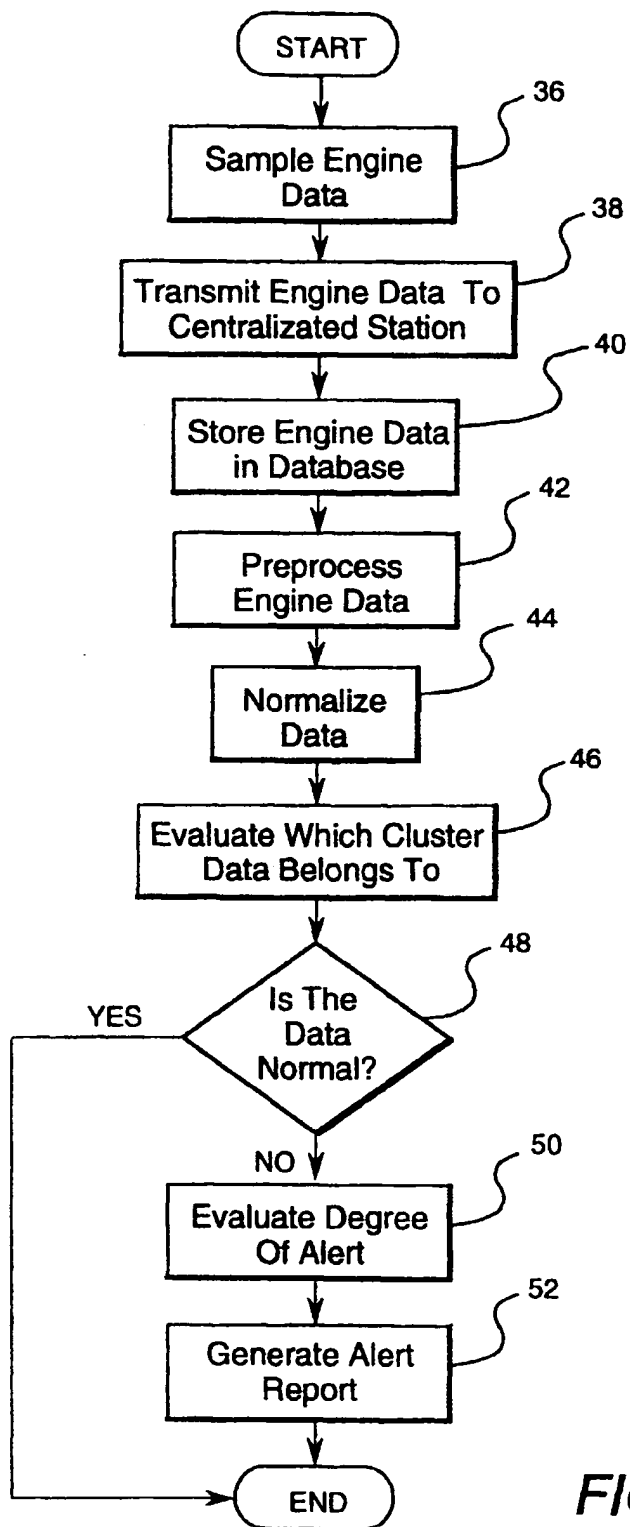 START
36
Sample Engine
Data
38
Transmit Engine Data To
Centralizated Station
40
Store Engine Data
in Database
42
Preprocess
Engine Data
44
Normalize
Data
46
Evaluate Which Cluster
Data Belongs To
48
Is The
Data
Normal?
YES
NO
50
Evaluate Degree
Of Alert
52
Generate Alert
Report
END